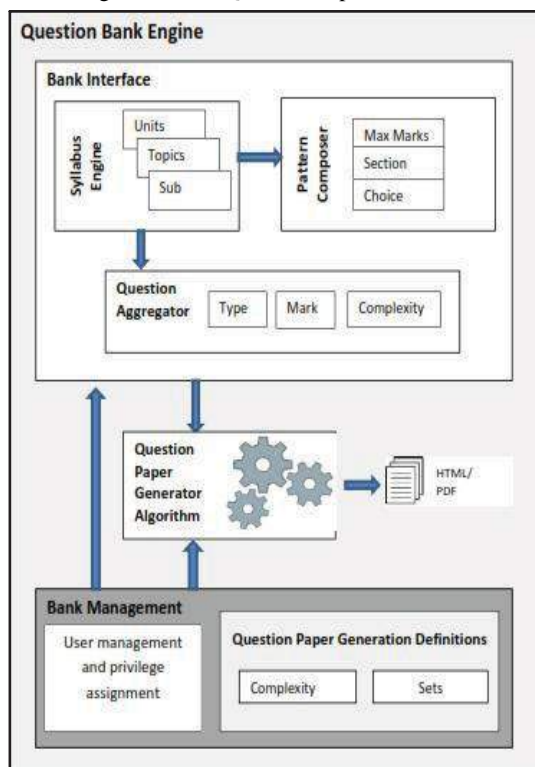 Question Bank Engine
Bank Interface
Syllabus
Engine
Units
Topics
Sub
Pattern
Composer
Max Marks
Section
Choice
Question
Aggregator
Type
Mark
Complexity
Question
Paper
Generator
Algorithm
HTML/
PDF
Bank Management
User management
and privilege
assignment
Question Paper Generation Definitions
Complexity
Sets